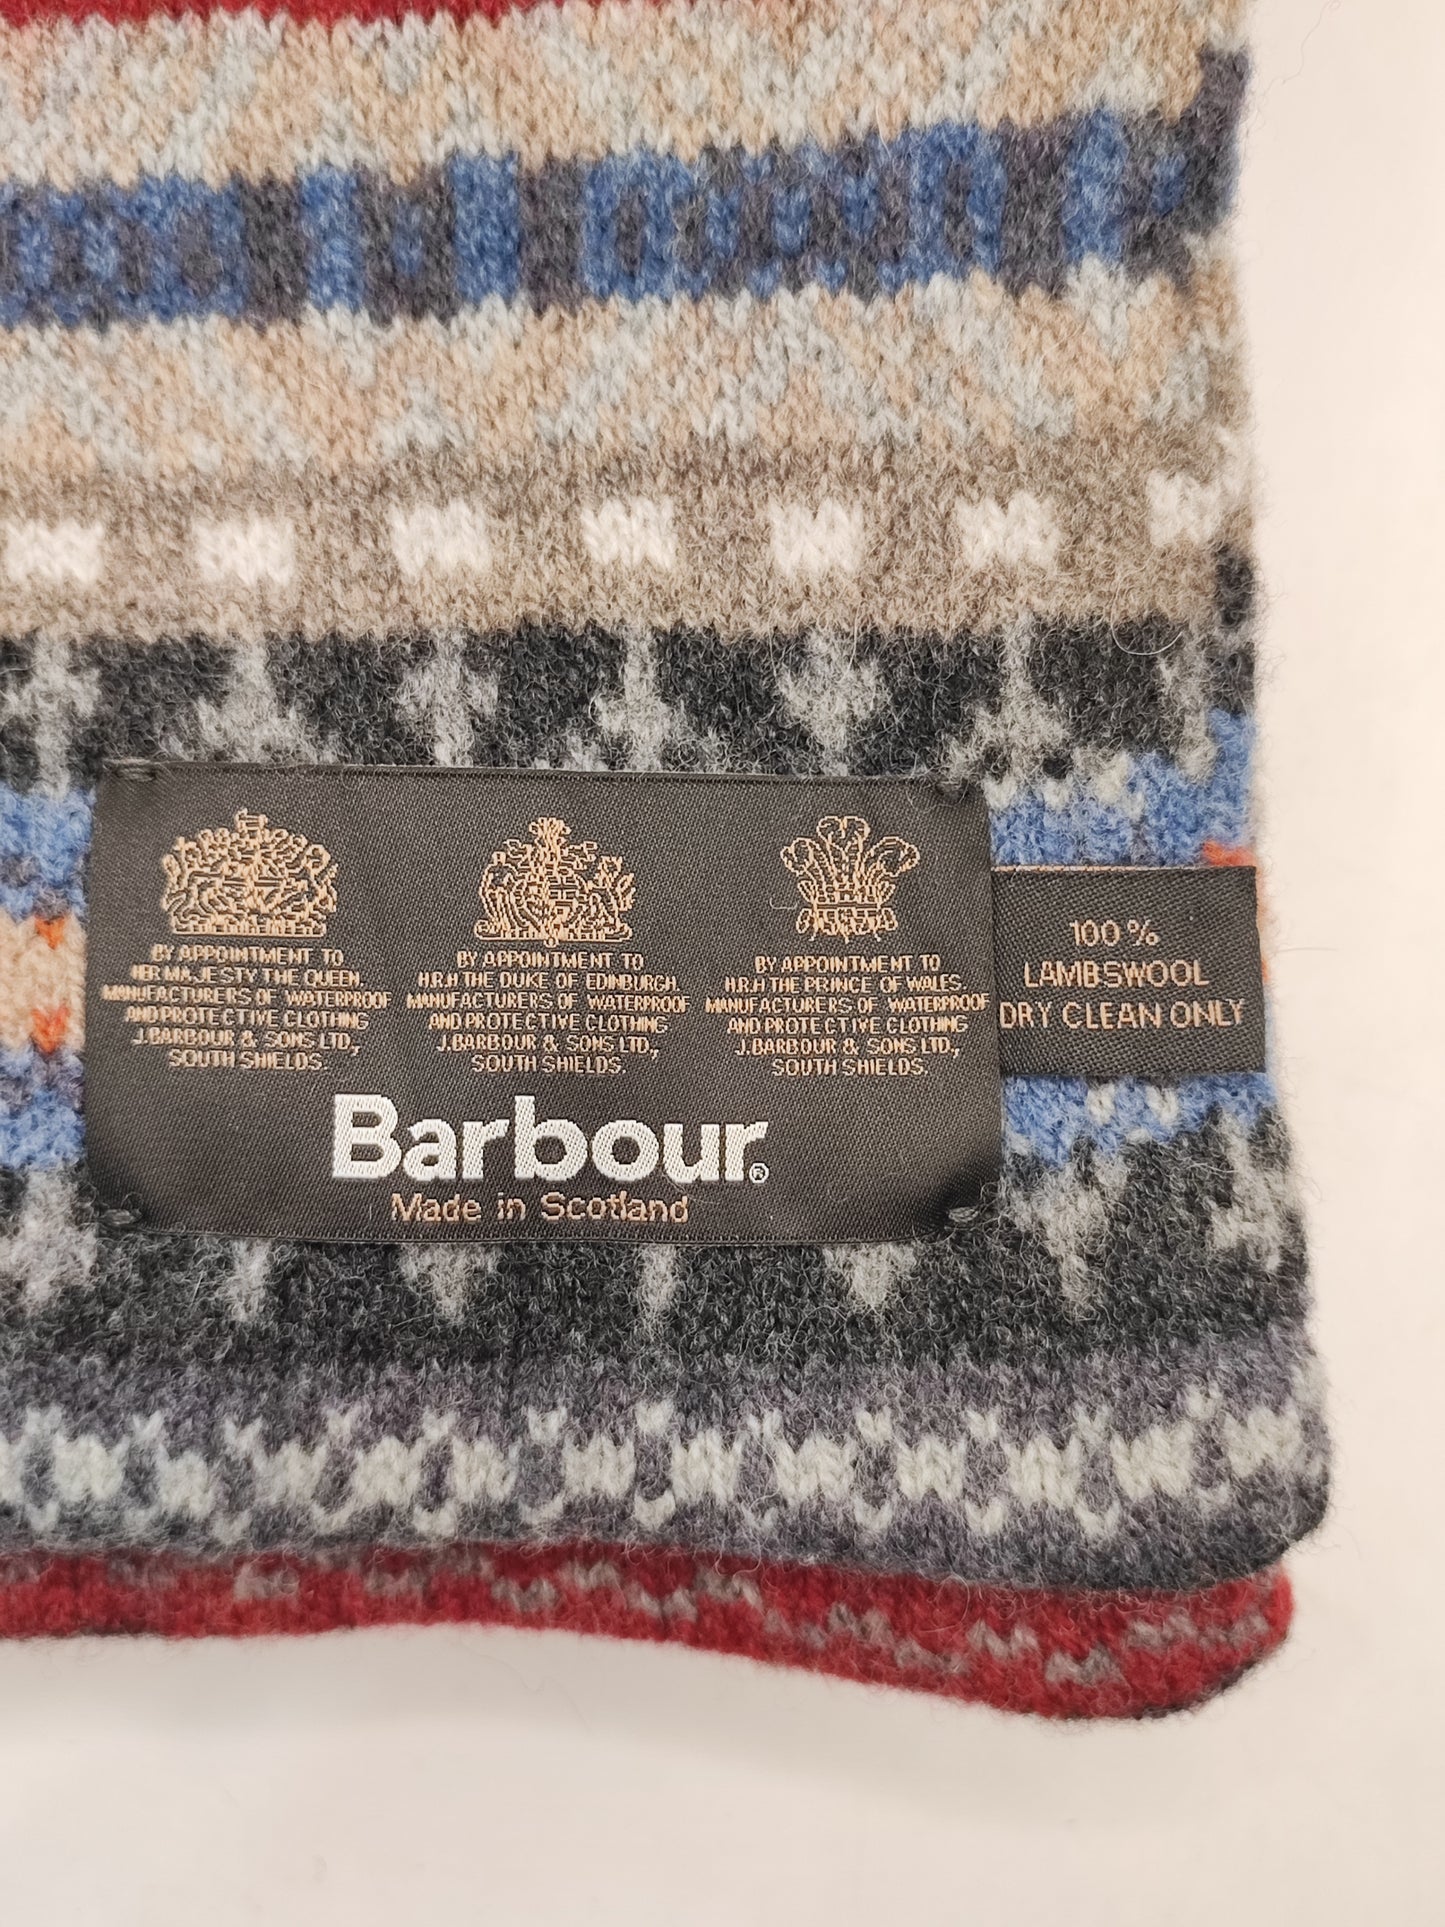 BY APPOINTMENT TO
HER MAJESTY THE QUEEN.
MANUFACTURERS OF WATERPROOF
AND PROTECTIVE CLOTHING
J.BARBOUR & SONS LTD.,
SOUTH SHIELDS.
BY APPOINTMENT TO
H.R.H THE DUKE OF EDINBURGH.
MANUFACTURERS OF WATERPROOF
AND PROTECTIVE CLOTHING
J.BARBOUR & SONS LTD.,
SOUTH SHIELDS.
BY APPOINTMENT TO
H.R.H THE PRINCE OF WALES.
MANUFACTURERS OF WATERPROOF
AND PROTECTIVE CLOTHING
J.BARBOUR & SONS LTD.,
SOUTH SHIELDS.
Barbour®
Made in Scotland
100%
LAMBSWOOL
DRY CLEAN ONLY